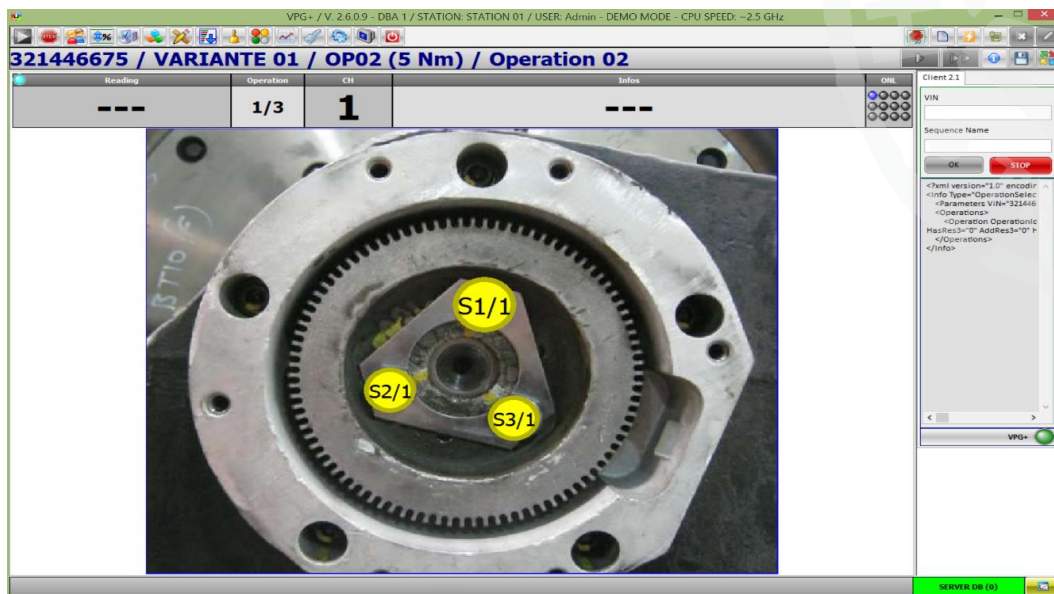 VPG+ / V. 2.6.0.9 - DBA 1 / STATION: STATION 01 / USER: Admin - DEMO MODE - CPU SPEED: ~2.5 GHz
321446675 / VARIANTE 01 / OP02 (5 Nm) / Operation 02
Reading Operation CH Infos ONL
--- 1/3 1 ---
S1/1
S2/1
S3/1
Client 2.1
VIN
Sequence Name
OK STOP
<?xml version="1.0" encodin
<Info Type="OperationSelec
<Parameters VIN="321446
<Operations>
<Operation OperationId
HasRes3="0" AddRes3="0" H
</Operations>
</Info>
VPG+
SERVER DB (0)